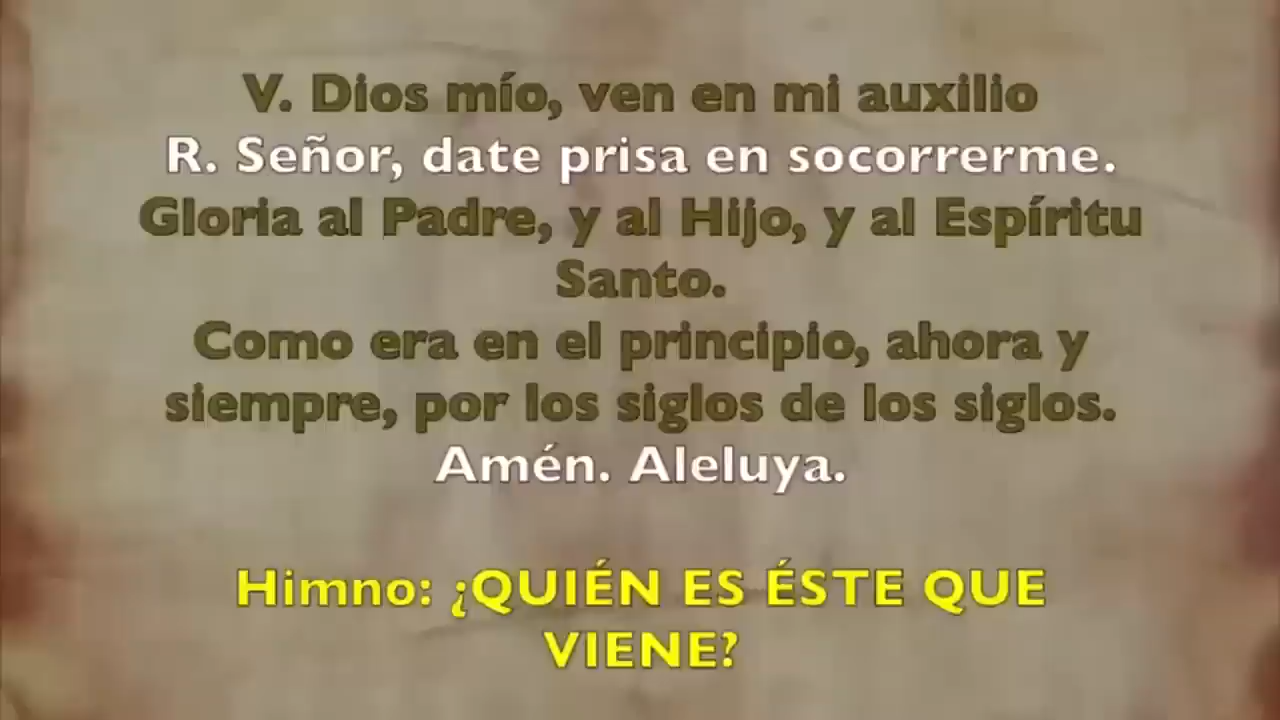 V. Dios mío, ven en mi auxilio
R. Señor, date prisa en socorrerme.
Gloria al Padre, y al Hijo, y al Espíritu
Santo.
Como era en el principio, ahora y
siempre, por los siglos de los siglos.
Amén. Aleluya.
Himno: ¿QUIÉN ES ÉSTE QUE
VIENE?